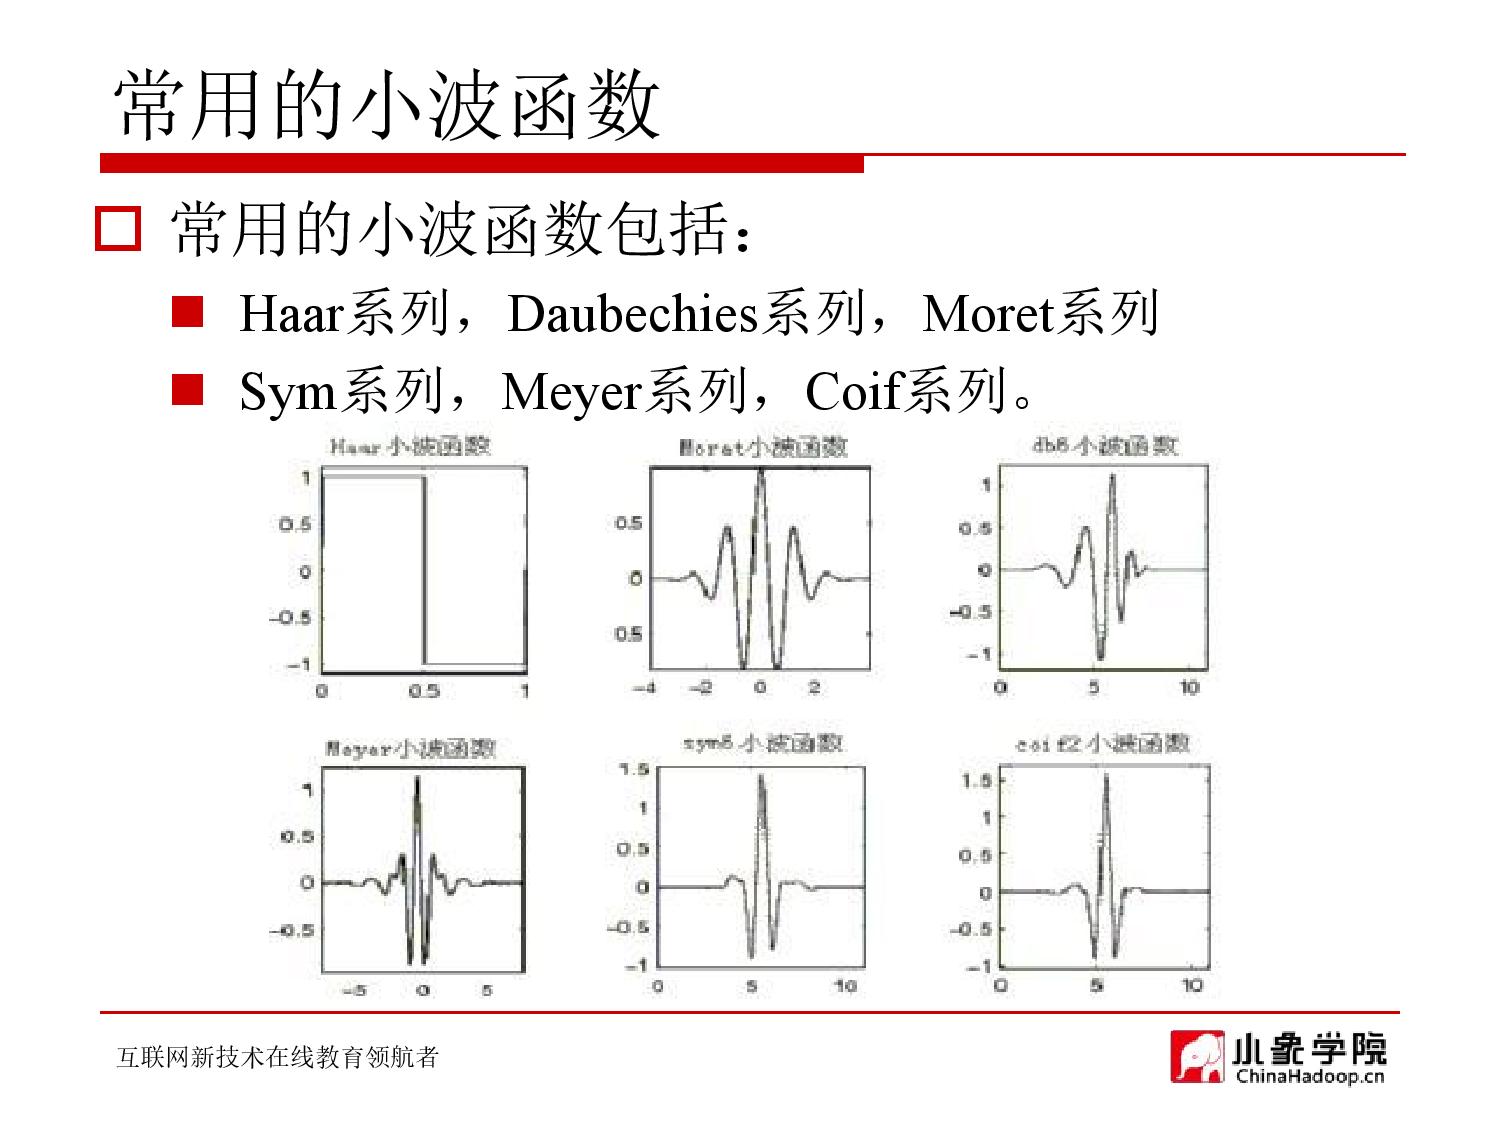 常用的小波函数
常用的小波函数包括：
Haar系列，Daubechies系列，Moret系列
Sym系列，Meyer系列，Coif系列。
Haar小波函数 Morat小波函数 db6小波函数
1
0.5
0
-0.5
-1
0 0.5 1
0.5
0
0.5
-4 -2 0 2
1
0.5
0
-0.5
-1
0 5 10
Meyer小波函数 sym6小波函数 coif2小波函数
1
0.5
0
-0.5
-5 0 5
1.5
1
0.5
0
-0.5
-1
0 5 10
1.5
1
0.5
0
-0.5
-1
0 5 10
互联网新技术在线教育领航者
小象学院
ChinaHadoop.cn